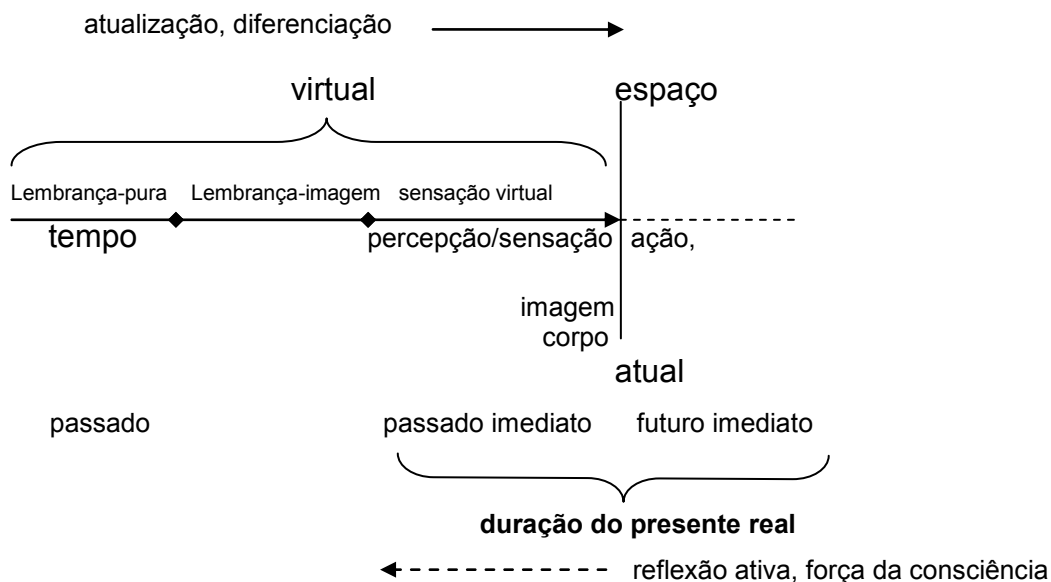 atualização, diferenciação
virtual espaço
Lembrança-pura Lembrança-imagem sensação virtual
tempo percepção/sensação ação,
imagem
corpo
atual
passado passado imediato futuro imediato
duração do presente real
reflexão ativa, força da consciência